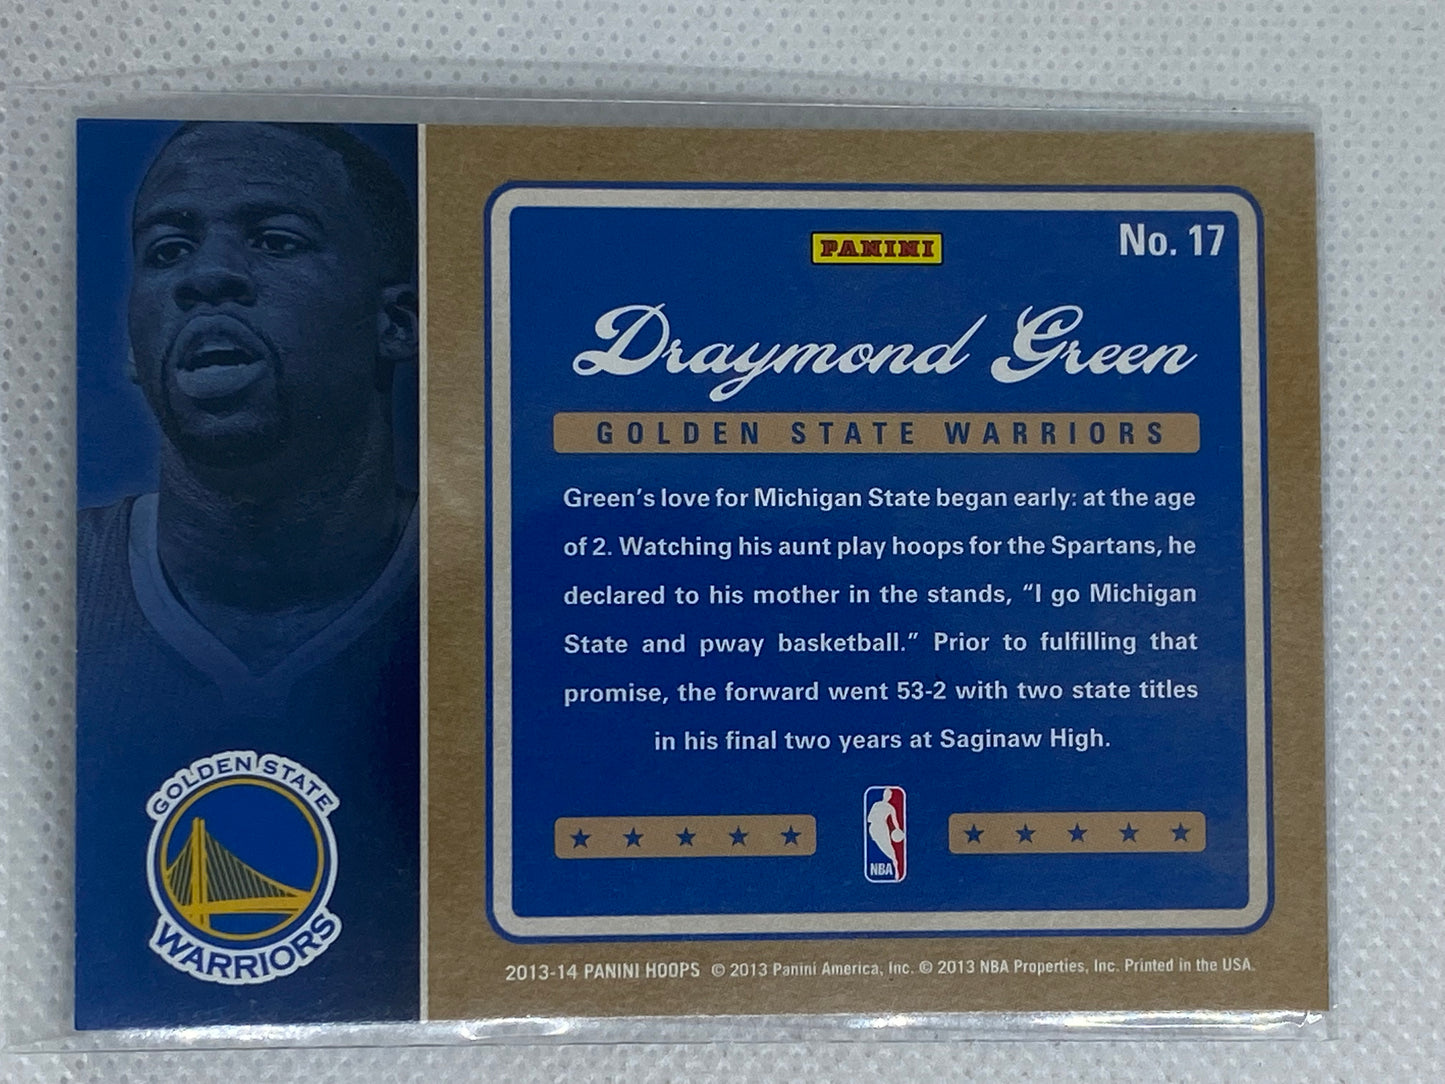 PANINI
No. 17
Draymond Green
GOLDEN STATE WARRIORS
Green's love for Michigan State began early: at the age
of 2. Watching his aunt play hoops for the Spartans, he
declared to his mother in the stands, "I go Michigan
State and pway basketball." Prior to fulfilling that
promise, the forward went 53-2 with two state titles
in his final two years at Saginaw High.
NBA
GOLDEN STATE
WARRIORS
2013-14 PANINI HOOPS © 2013 Panini America, Inc. © 2013 NBA Properties, Inc. Printed in the USA.